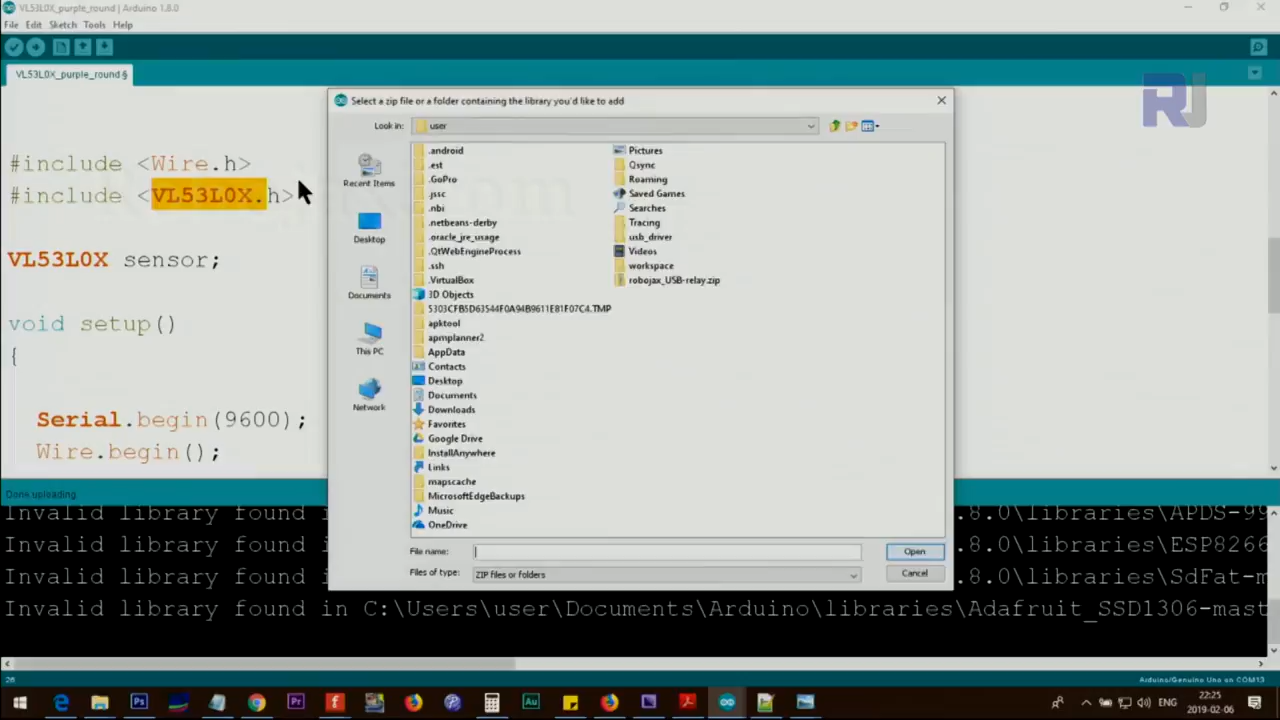 VL53L0X_purple_round | Arduino 1.8.0
File Edit Sketch Tools Help
VL53L0X_purple_round §
RJ
#include <Wire.h>
#include <VL53L0X.h>
VL53L0X sensor;
void setup()
{
Serial.begin(9600);
Wire.begin();
Select a zip file or a folder containing the library you'd like to add
Look in: user
Recent Items
Desktop
Documents
This PC
Network
.android
.est
.GoPro
.jssc
.nbi
.netbeans-derby
.oracle_jre_usage
.QtWebEngineProcess
.ssh
.VirtualBox
3D Objects
5303CFB5D63544F0A94B9611E81F07C4.TMP
apktool
apmplanner2
AppData
Contacts
Desktop
Documents
Downloads
Favorites
Google Drive
InstallAnywhere
Links
mapscache
MicrosoftEdgeBackups
Music
OneDrive
Pictures
Qsync
Roaming
Saved Games
Searches
Tracing
usb_driver
Videos
workspace
robojax_USB-relay.zip
File name:
Open
Files of type: ZIP files or folders
Cancel
Done uploading.
Invalid library found i .8.0\libraries\APDS-99
Invalid library found i .8.0\libraries\ESP8266
Invalid library found i .8.0\libraries\SdFat-m
Invalid library found in C:\Users\user\Documents\Arduino\libraries\Adafruit_SSD1306-mast
26
Arduino/Genuino Uno on COM13
ENG
22:25
2019-02-06